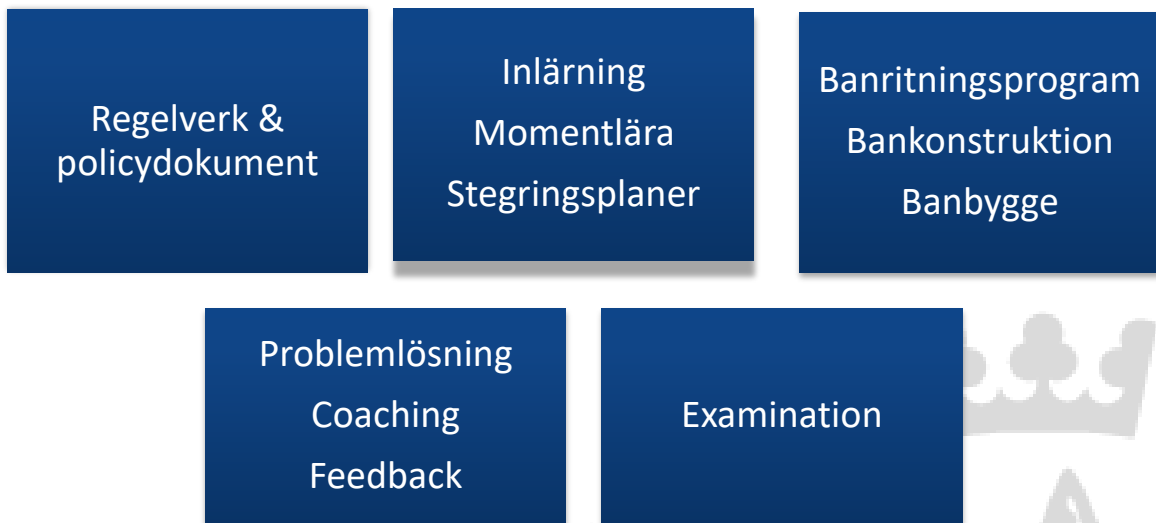 Regelverk &
policydokument
Inlärning
Momentlära
Stegringsplaner
Banritningsprogram
Bankonstruktion
Banbygge
Problemlösning
Coaching
Feedback
Examination